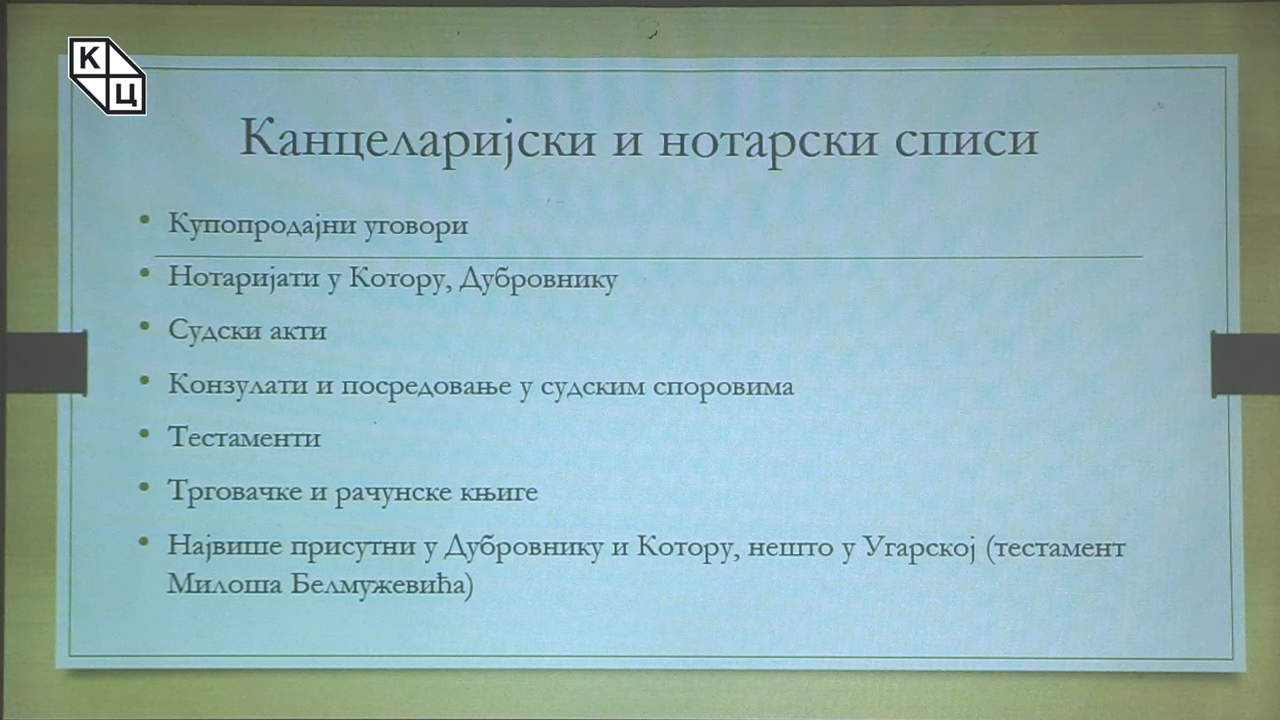 К
Ц
Канцеларијски и нотарски списи
• Купопродајни уговори
• Нотаријати у Котору, Дубровнику
• Судски акти
• Конзулати и посредовање у судским споровима
• Тестаменти
• Трговачке и рачунске књиге
• Највише присутни у Дубровнику и Котору, нешто у Угарској (тестамент
Милоша Белмужевића)